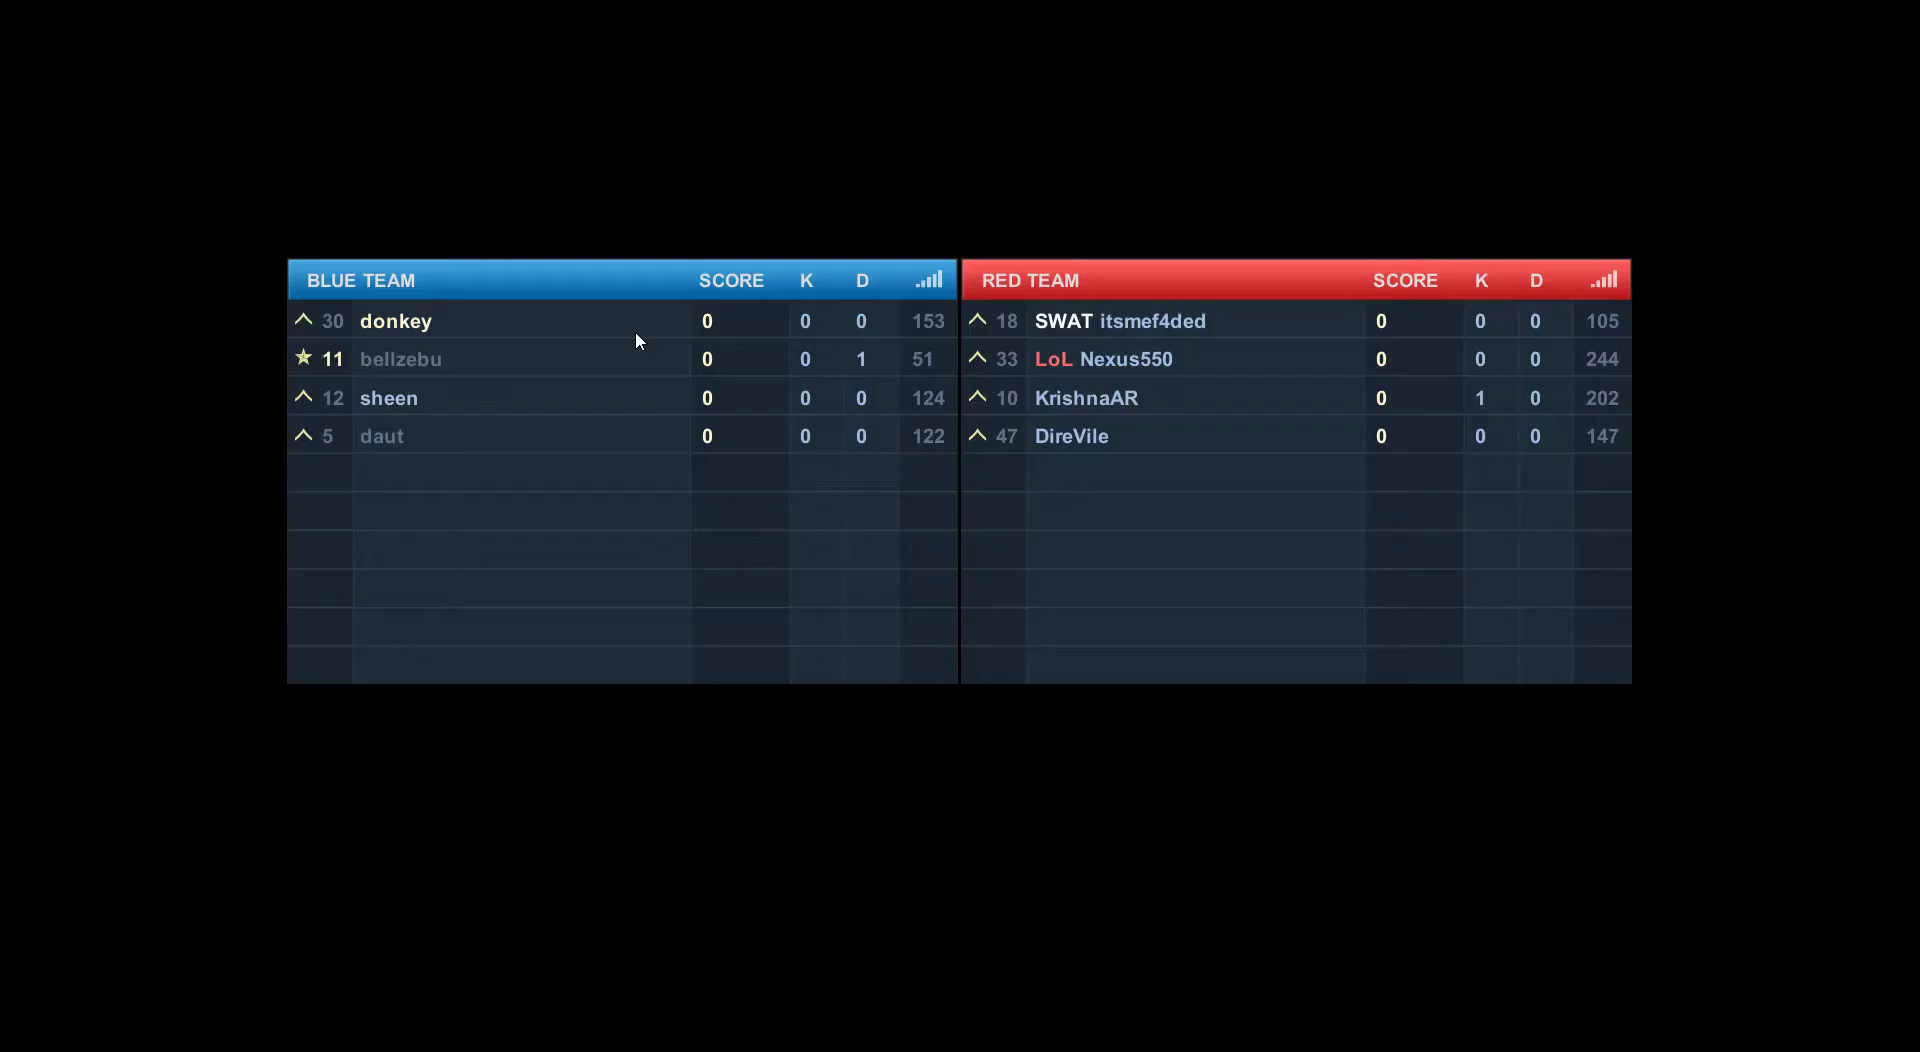 BLUE TEAM SCORE K D
30 donkey 0 0 0 153
11 bellzebu 0 0 1 51
12 sheen 0 0 0 124
5 daut 0 0 0 122
RED TEAM SCORE K D
18 SWAT itsmef4ded 0 0 0 105
33 LoL Nexus550 0 0 0 244
10 KrishnaAR 0 1 0 202
47 DireVile 0 0 0 147